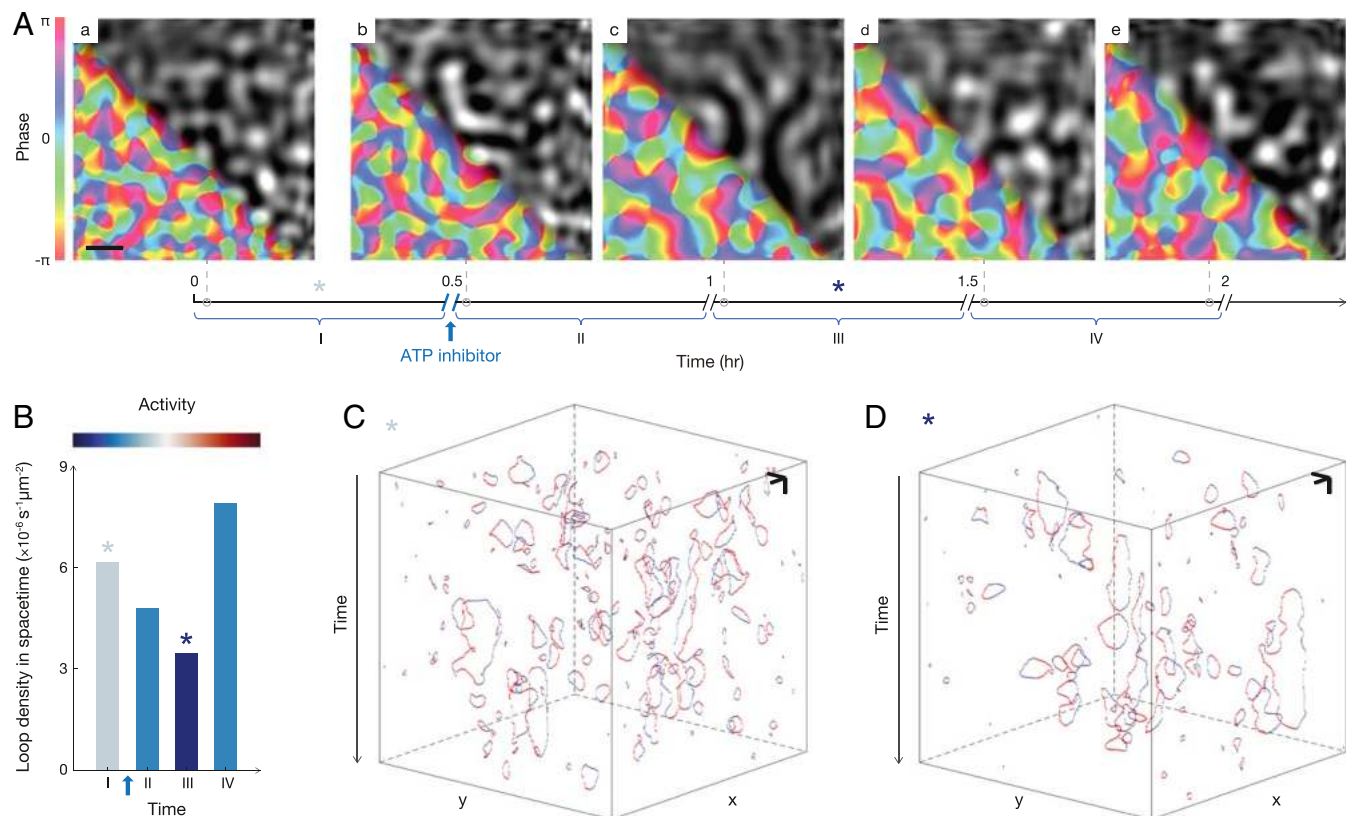 A
a
b
c
d
e
π
0
-π
Phase
0
*
0.5
1
*
1.5
2
I
II
III
IV
ATP inhibitor
Time (hr)
B
Activity
Loop density in spacetime (×10⁻⁶ s⁻¹μm⁻²)
9
6
3
0
*
*
I
II
III
IV
Time
C
*
Time
y
x
D
*
Time
y
x